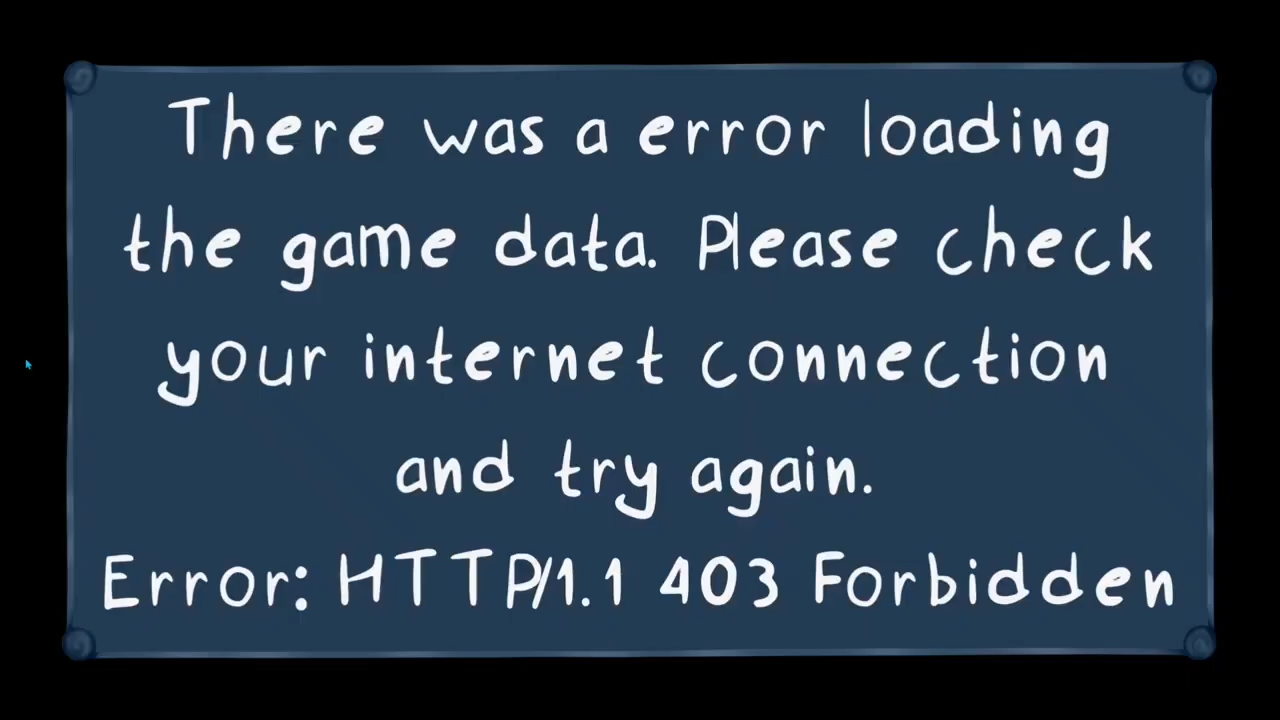 There was a error loading
the game data. Please check
your internet connection
and try again.
Error: HTTP/1.1 403 Forbidden